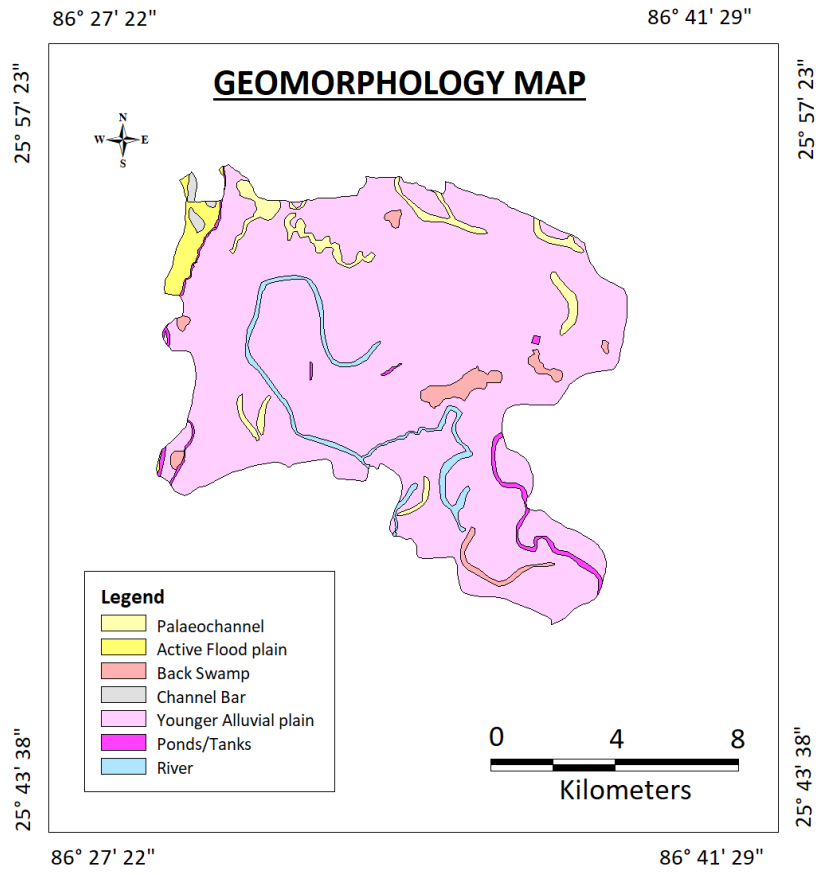 86° 27' 22"
86° 41' 29"
25° 57' 23"
25° 57' 23"
GEOMORPHOLOGY MAP
N
W E
S
Legend
Palaeochannel
Active Flood plain
Back Swamp
Channel Bar
Younger Alluvial plain
Ponds/Tanks
River
0 4 8
Kilometers
25° 43' 38"
25° 43' 38"
86° 27' 22"
86° 41' 29"